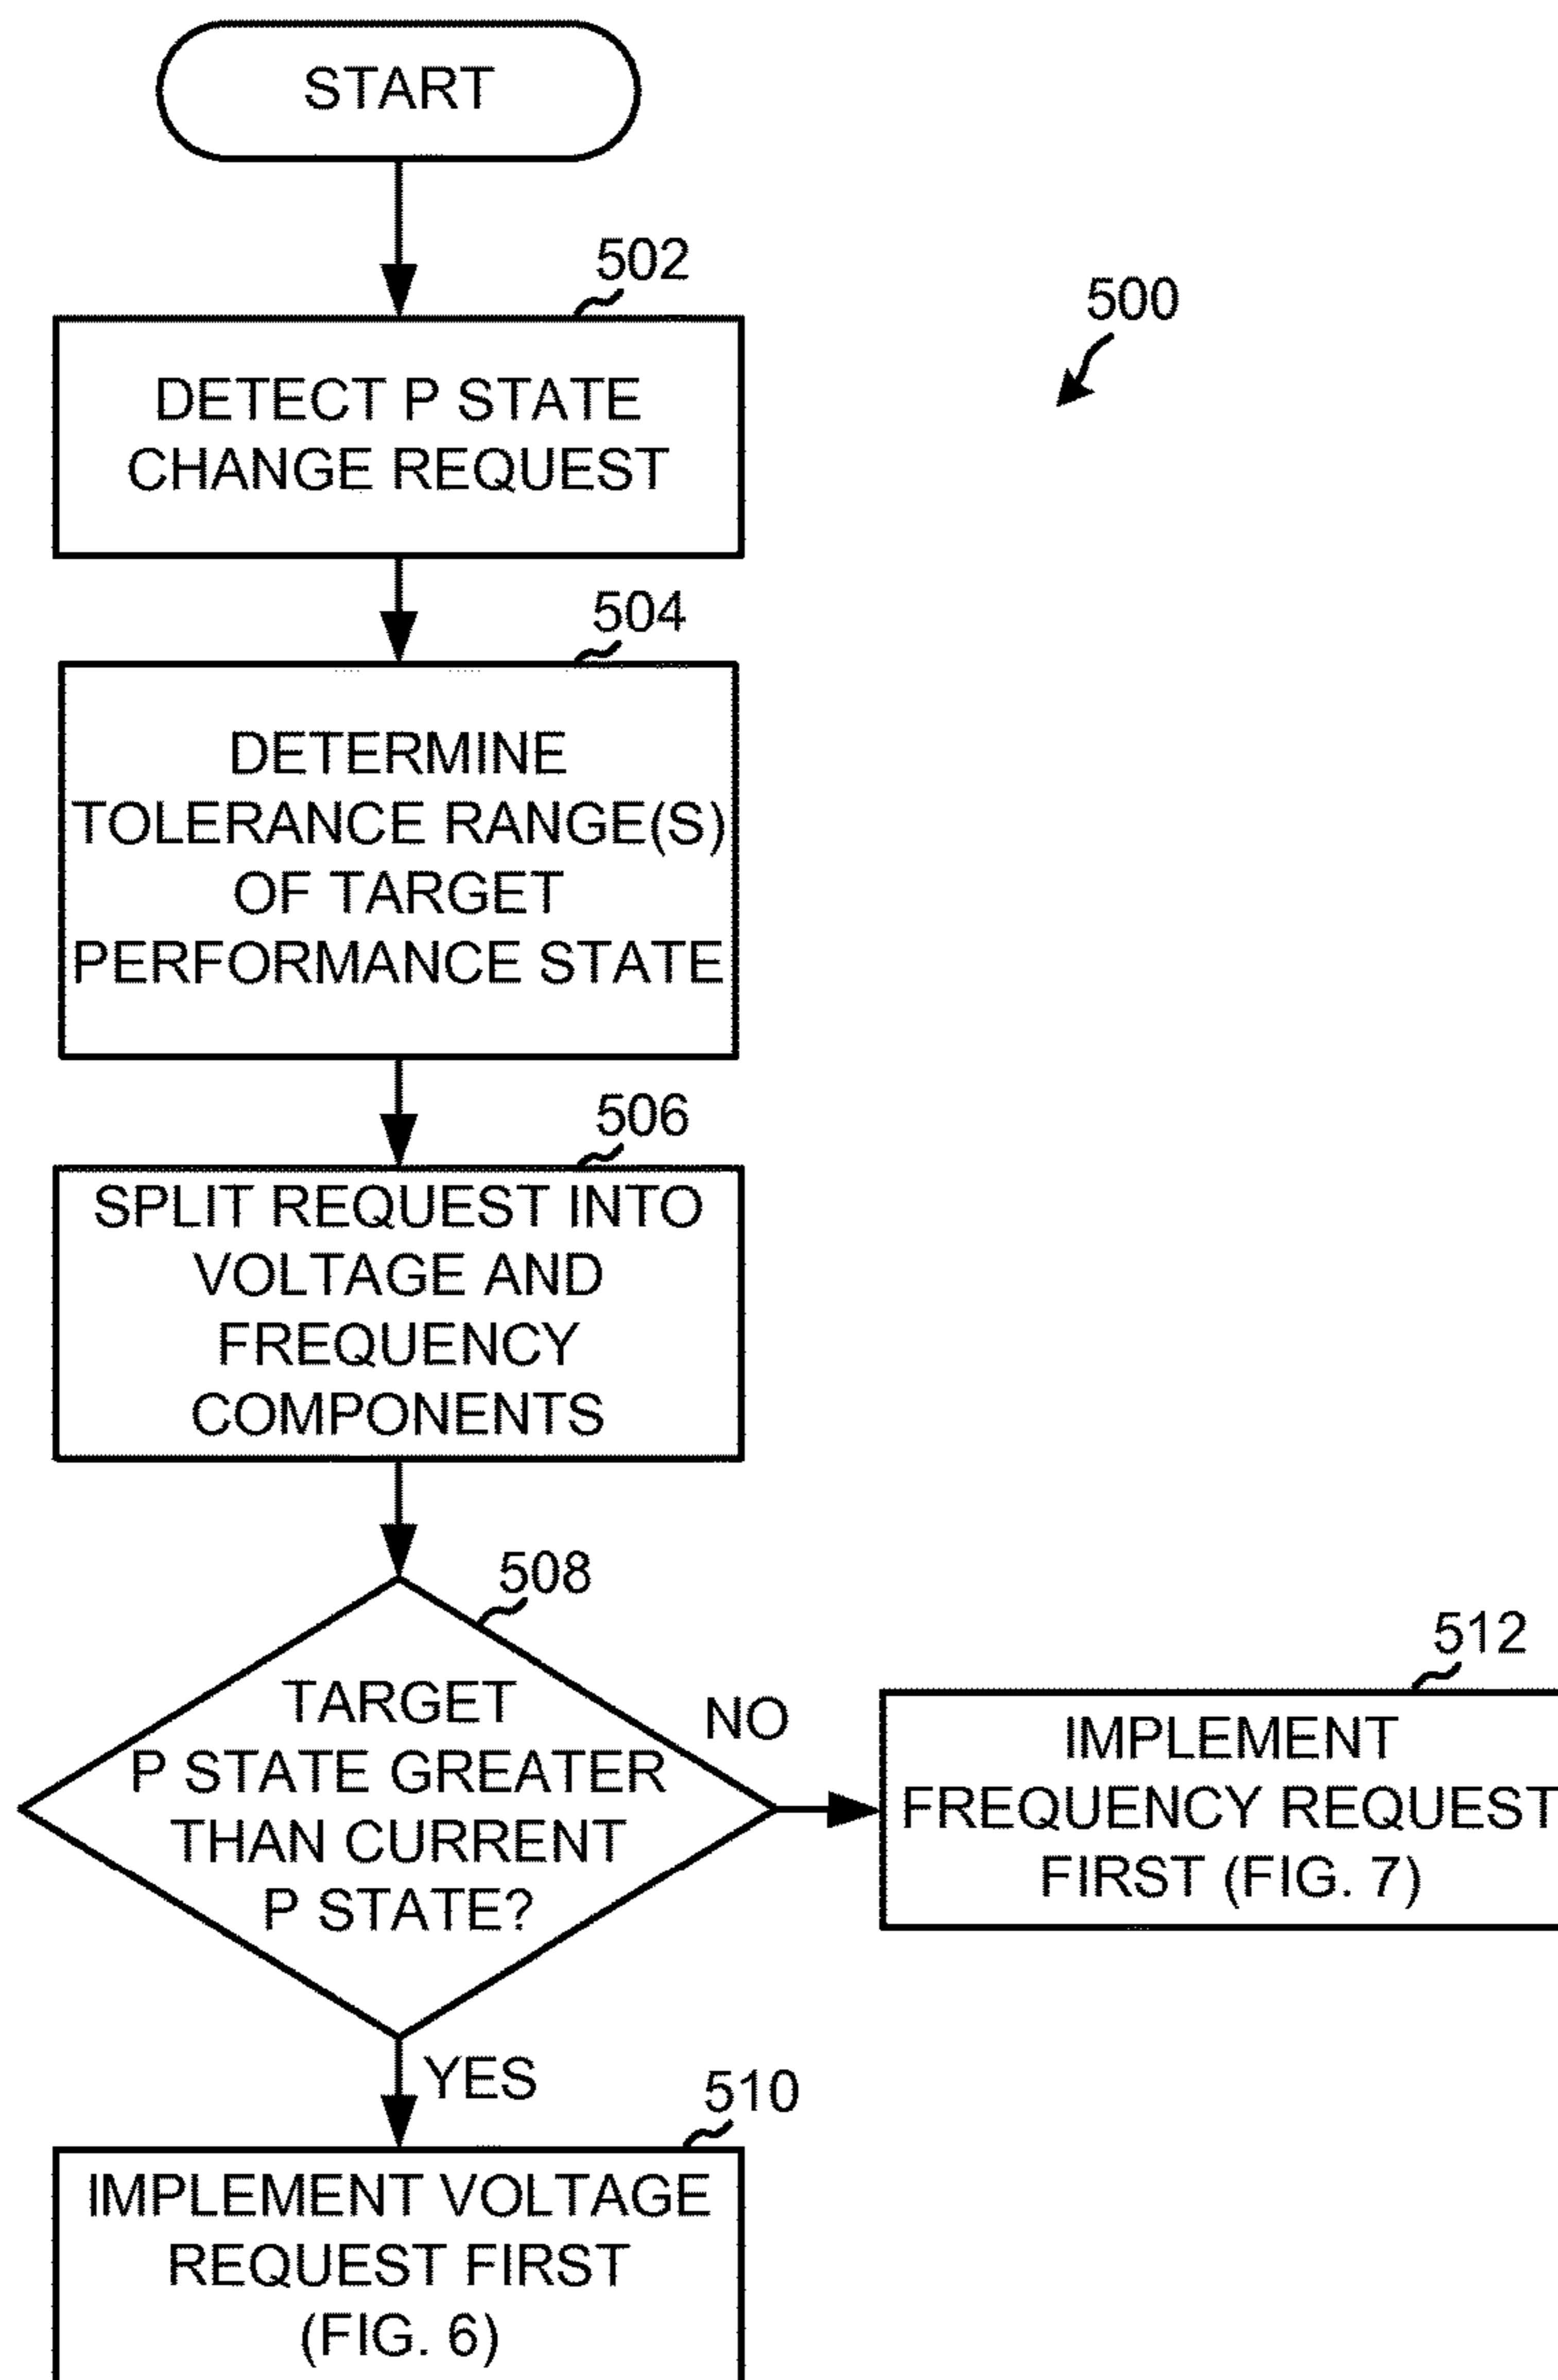 START
502
500
DETECT P STATE
CHANGE REQUEST
504
DETERMINE
TOLERANCE RANGE(S)
OF TARGET
PERFORMANCE STATE
506
SPLIT REQUEST INTO
VOLTAGE AND
FREQUENCY
COMPONENTS
508
TARGET
P STATE GREATER
THAN CURRENT
P STATE?
NO
512
IMPLEMENT
FREQUENCY REQUEST
FIRST (FIG. 7)
YES
510
IMPLEMENT VOLTAGE
REQUEST FIRST
(FIG. 6)